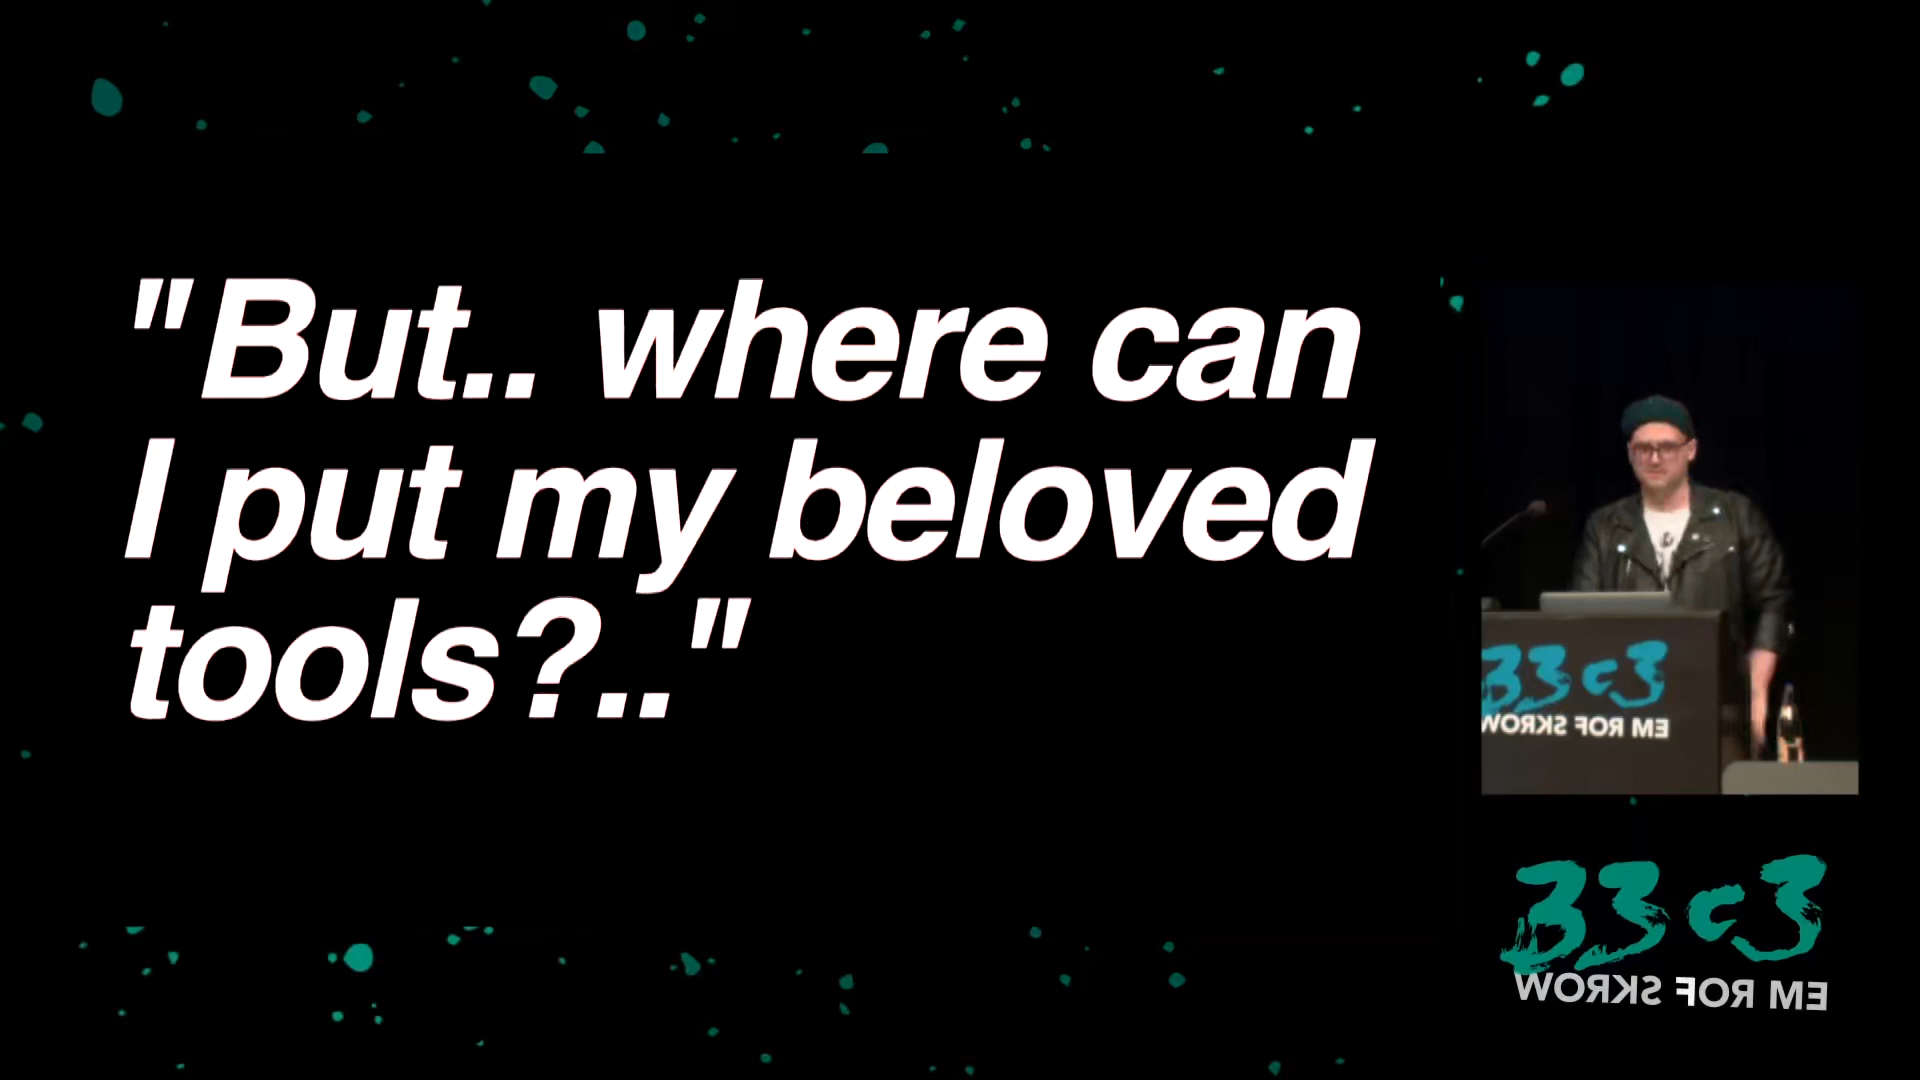 "But.. where can
I put my beloved
tools?.."
33c3
WORKS FOR ME
33c3
WORKS FOR ME